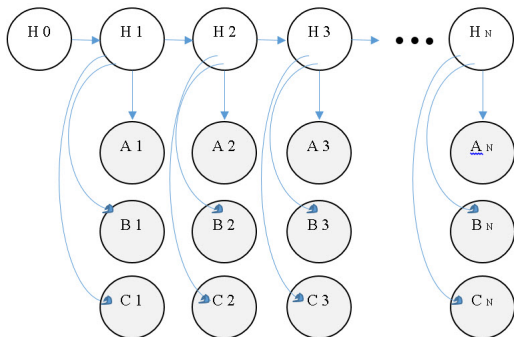 H 0 H 1 H 2 H 3 ••• H N
A 1 A 2 A 3 A N
B 1 B 2 B 3 B N
C 1 C 2 C 3 C N